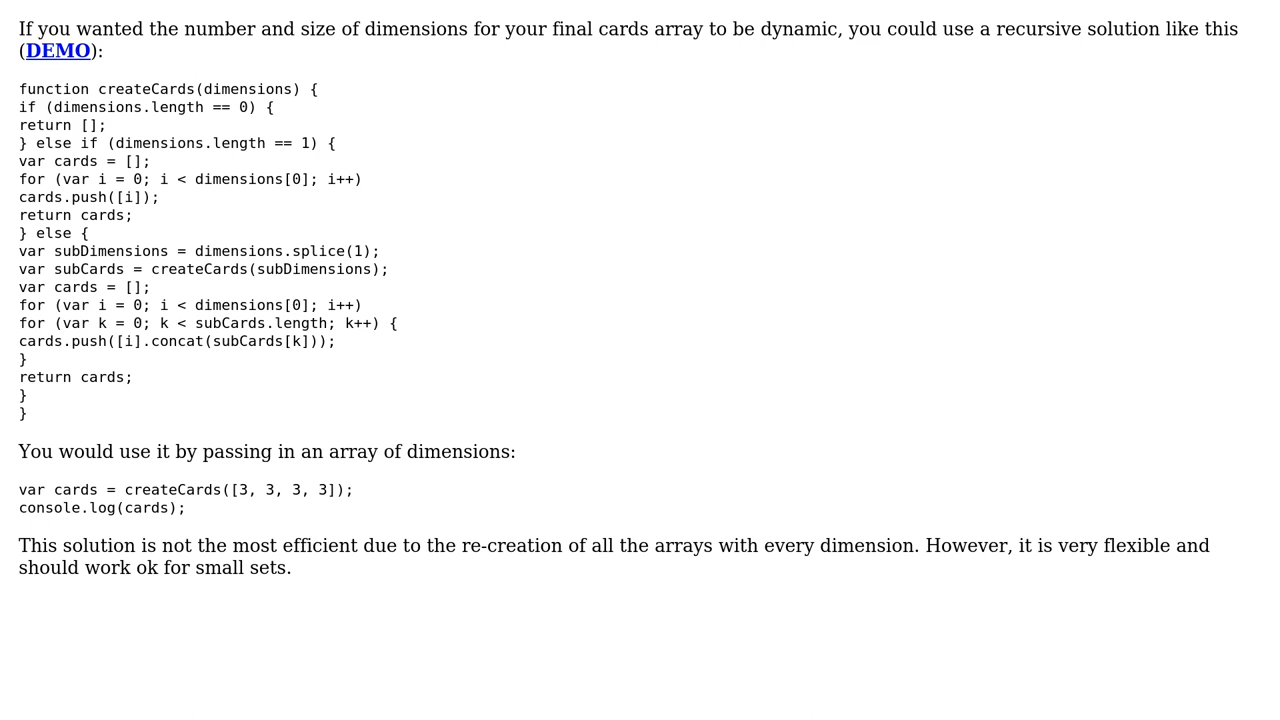 If you wanted the number and size of dimensions for your final cards array to be dynamic, you could use a recursive solution like this
(DEMO):
function createCards(dimensions) {
if (dimensions.length == 0) {
return [];
} else if (dimensions.length == 1) {
var cards = [];
for (var i = 0; i < dimensions[0]; i++)
cards.push([i]);
return cards;
} else {
var subDimensions = dimensions.splice(1);
var subCards = createCards(subDimensions);
var cards = [];
for (var i = 0; i < dimensions[0]; i++)
for (var k = 0; k < subCards.length; k++) {
cards.push([i].concat(subCards[k]));
}
return cards;
}
}
You would use it by passing in an array of dimensions:
var cards = createCards([3, 3, 3, 3]);
console.log(cards);
This solution is not the most efficient due to the re-creation of all the arrays with every dimension. However, it is very flexible and
should work ok for small sets.